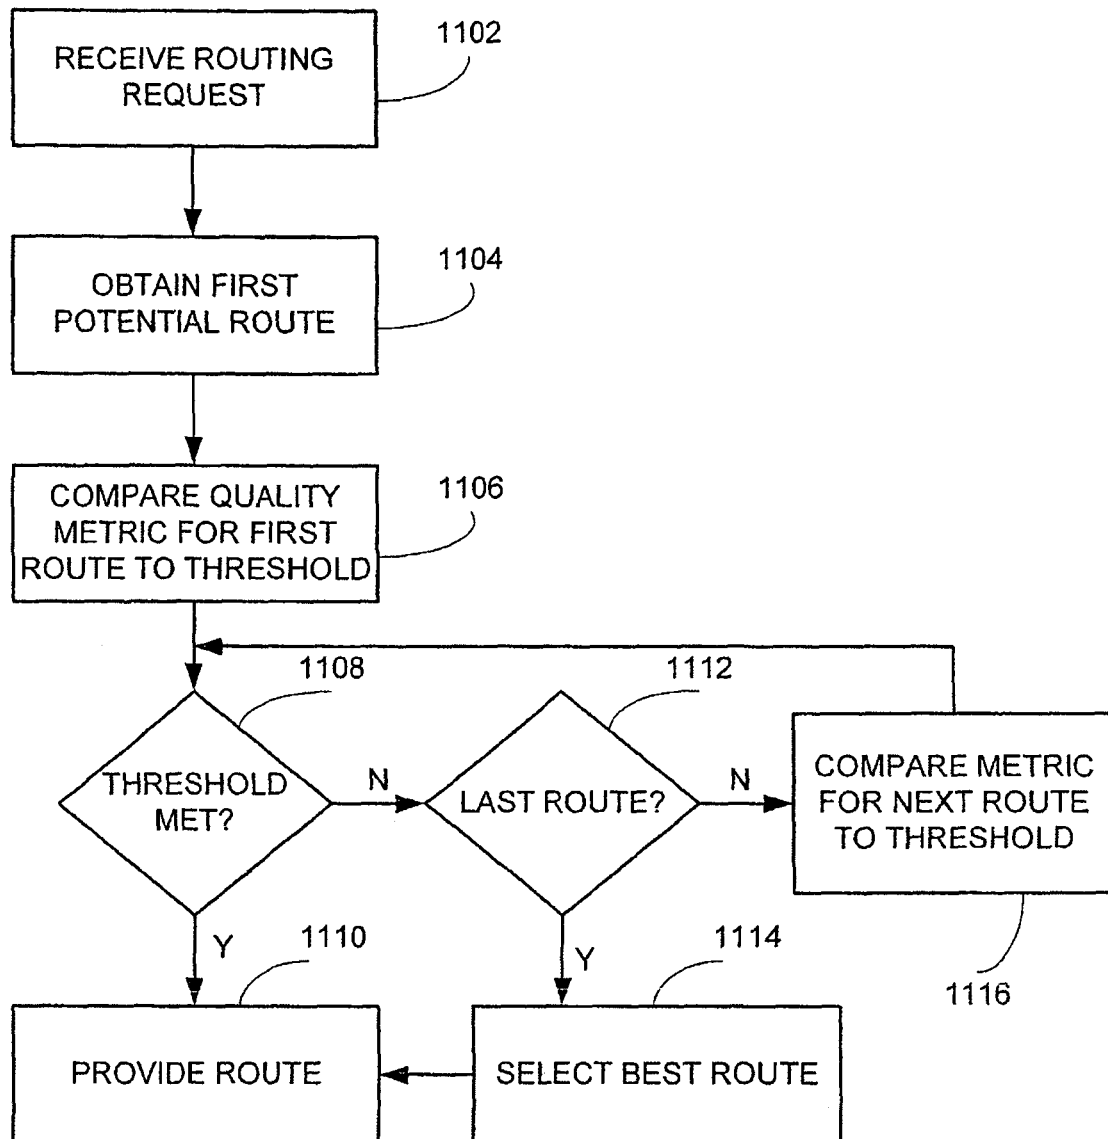 RECEIVE ROUTING
REQUEST
1102
OBTAIN FIRST
POTENTIAL ROUTE
1104
COMPARE QUALITY
METRIC FOR FIRST
ROUTE TO THRESHOLD
1106
THRESHOLD
MET?
1108
N
Y
LAST ROUTE?
1112
N
Y
COMPARE METRIC
FOR NEXT ROUTE
TO THRESHOLD
1116
PROVIDE ROUTE
1110
SELECT BEST ROUTE
1114